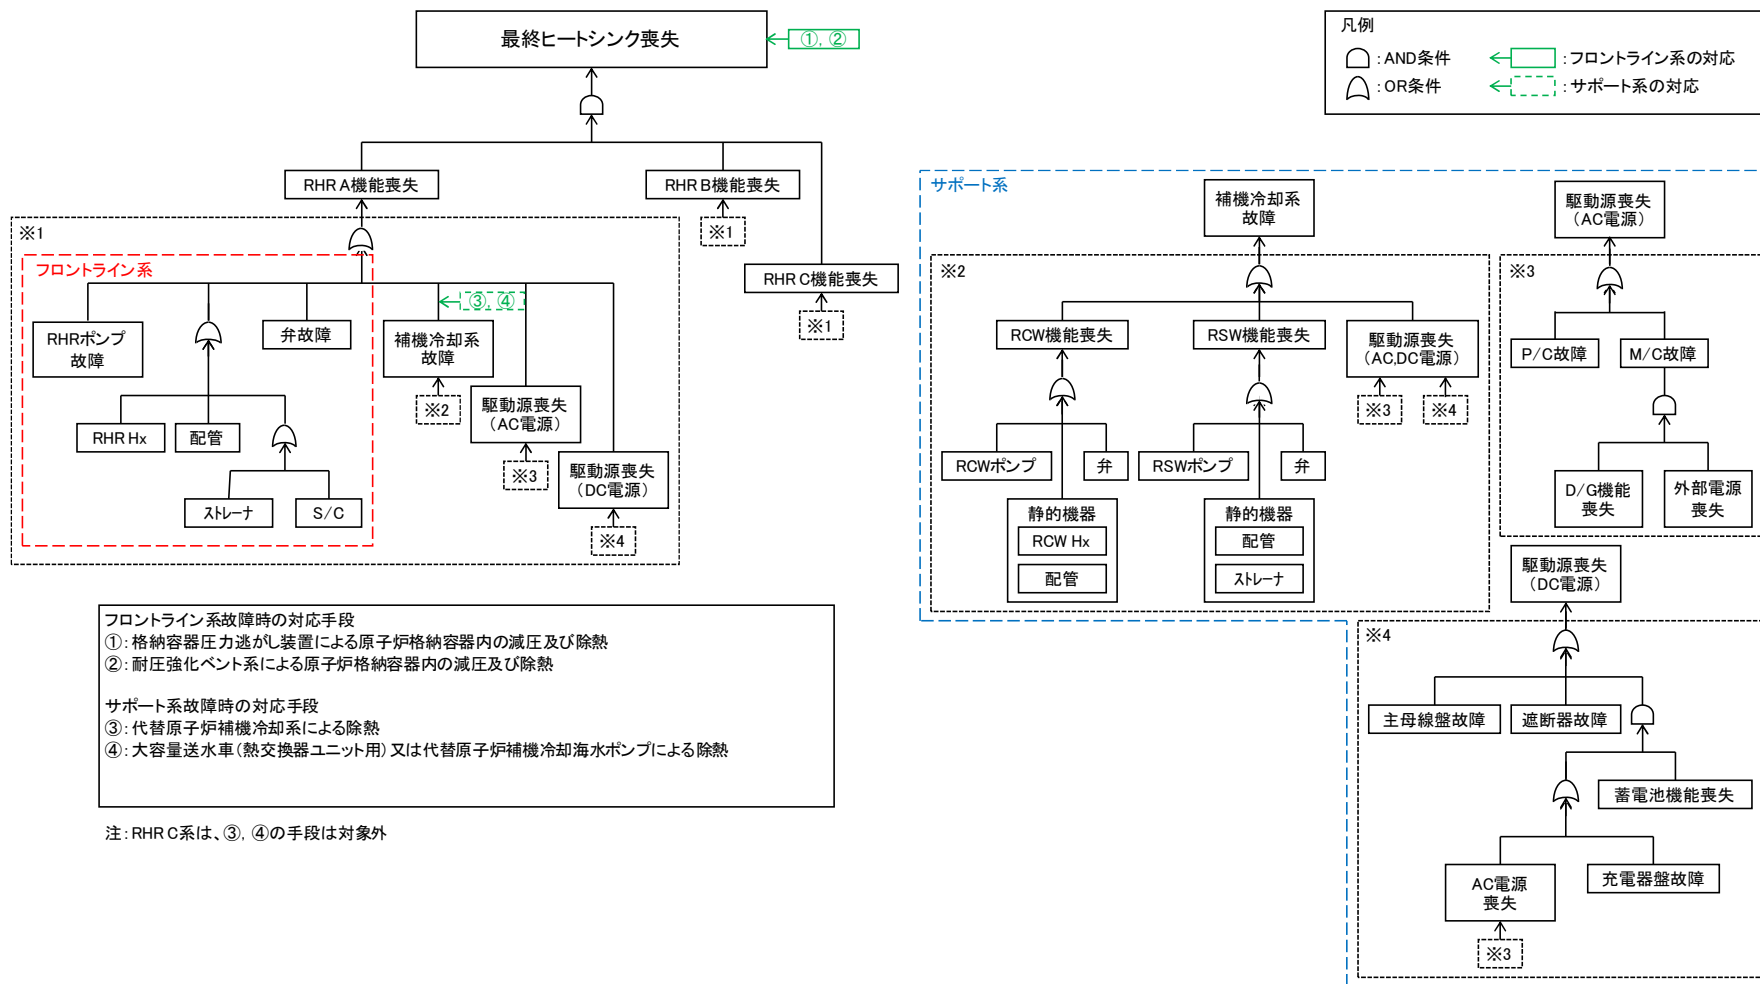 最終ヒートシンク喪失
①, ②
凡例
:AND条件
:フロントライン系の対応
:OR条件
:サポート系の対応
RHR A機能喪失
RHR B機能喪失
※1
RHR C機能喪失
※1
※1
フロントライン系
RHRポンプ
故障
弁故障
③, ④
補機冷却系
故障
※2
RHR Hx
配管
ストレーナ
S/C
駆動源喪失
(AC電源)
※3
駆動源喪失
(DC電源)
※4
サポート系
補機冷却系
故障
※2
RCW機能喪失
RSW機能喪失
駆動源喪失
(AC,DC電源)
※3
※4
RCWポンプ
弁
RSWポンプ
弁
静的機器
RCW Hx
配管
静的機器
配管
ストレーナ
駆動源喪失
(AC電源)
※3
P/C故障
M/C故障
D/G機能
喪失
外部電源
喪失
駆動源喪失
(DC電源)
※4
主母線盤故障
遮断器故障
蓄電池機能喪失
AC電源
喪失
充電器盤故障
※3
フロントライン系故障時の対応手段
①:格納容器圧力逃がし装置による原子炉格納容器内の減圧及び除熱
②:耐圧強化ベント系による原子炉格納容器内の減圧及び除熱
サポート系故障時の対応手段
③:代替原子炉補機冷却系による除熱
④:大容量送水車(熱交換器ユニット用)又は代替原子炉補機冷却海水ポンプによる除熱
注:RHR C系は、③, ④の手段は対象外